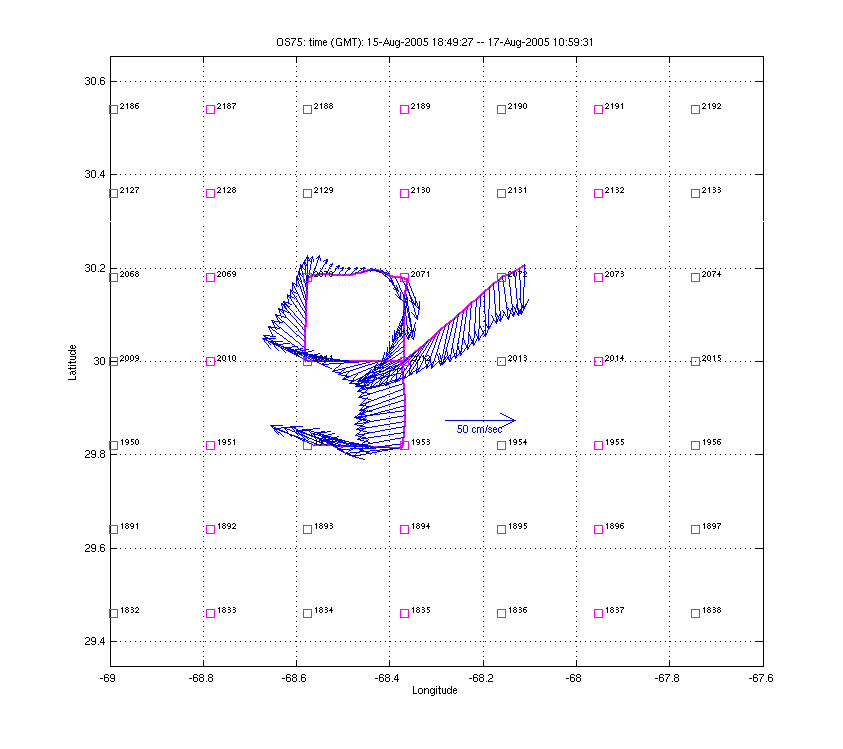 OS75: time (GMT): 15-Aug-2005 18:49:27 -- 17-Aug-2005 10:59:31
30.6
2186 2187 2188 2189 2190 2191 2192
30.4
2127 2128 2129 2130 2131 2132 2133
30.2
2068 2069 2070 2071 2072 2073 2074
Latitude
30
2009 2010 2011 2012 2013 2014 2015
50 cm/sec
1950 1951 1953 1954 1955 1956
29.8
1891 1892 1893 1894 1895 1896 1897
29.6
1832 1833 1834 1835 1836 1837 1838
29.4
-69 -68.8 -68.6 -68.4 -68.2 -68 -67.8 -67.6
Longitude